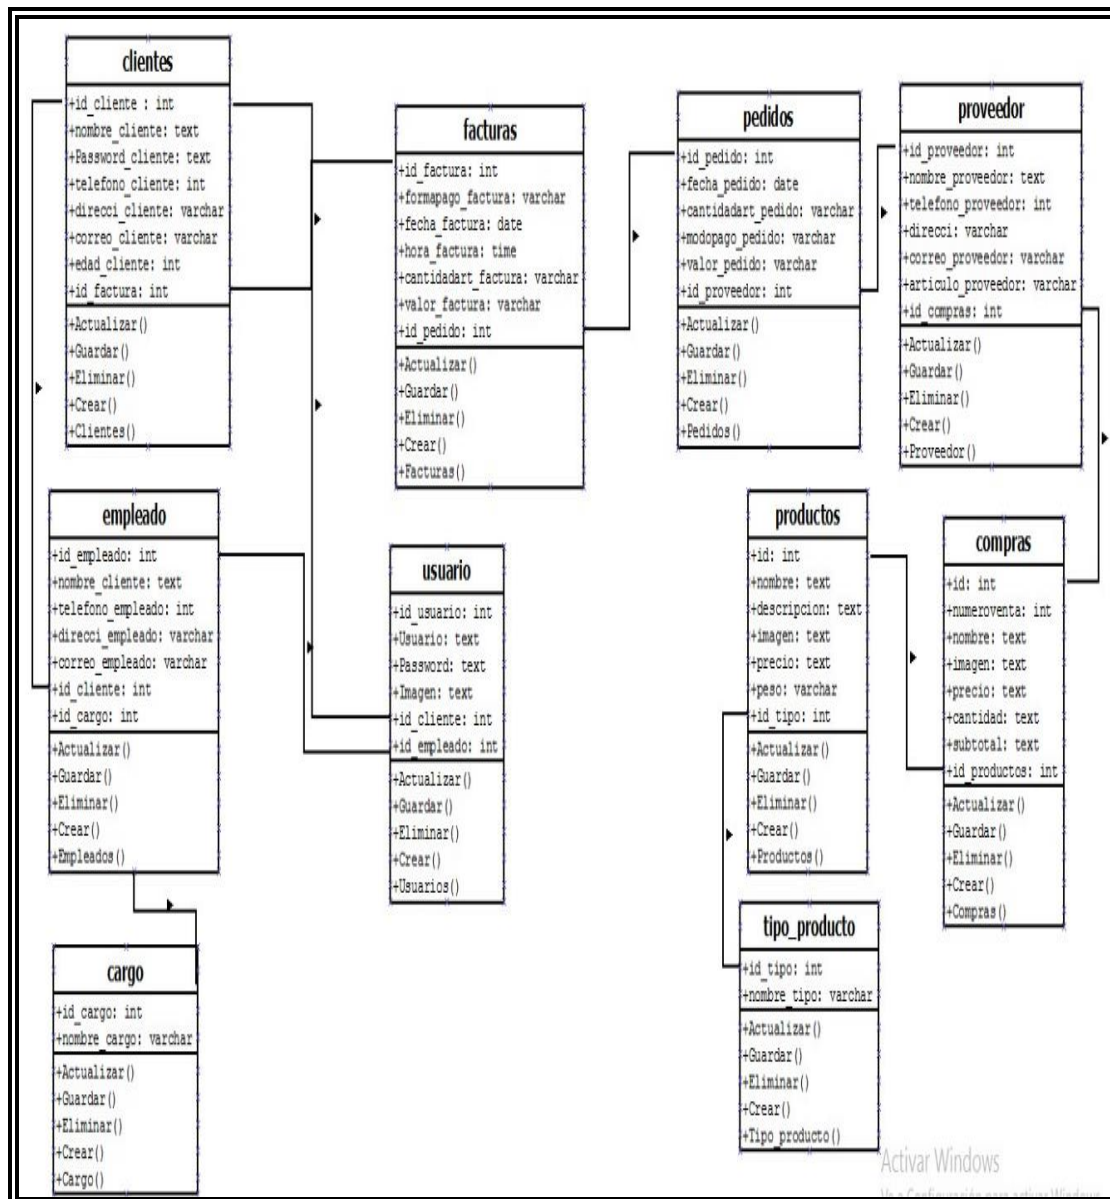 clientes
+id_cliente : int
+nombre_cliente: text
+Password_cliente: text
+telefono_cliente: int
+direcci_cliente: varchar
+correo_cliente: varchar
+edad_cliente: int
+id_factura: int
+Actualizar()
+Guardar()
+Eliminar()
+Crear()
+Clientes()
facturas
+id_factura: int
+formapago_factura: varchar
+fecha_factura: date
+hora_factura: time
+cantidadart_factura: varchar
+valor_factura: varchar
+id_pedido: int
+Actualizar()
+Guardar()
+Eliminar()
+Crear()
+Facturas()
pedidos
+id_pedido: int
+fecha_pedido: date
+cantidadart_pedido: varchar
+modopago_pedido: varchar
+valor_pedido: varchar
+id_proveedor: int
+Actualizar()
+Guardar()
+Eliminar()
+Crear()
+Pedidos()
proveedor
+id_proveedor: int
+nombre_proveedor: text
+telefono_proveedor: int
+direcci: varchar
+correo_proveedor: varchar
+articulo_proveedor: varchar
+id_compras: int
+Actualizar()
+Guardar()
+Eliminar()
+Crear()
+Proveedor()
empleado
+id_empleado: int
+nombre_cliente: text
+telefono_empleado: int
+direcci_empleado: varchar
+correo_empleado: varchar
+id_cliente: int
+id_cargo: int
+Actualizar()
+Guardar()
+Eliminar()
+Crear()
+Empleados()
usuario
+id_usuario: int
+Usuario: text
+Password: text
+Imagen: text
+id_cliente: int
+id_empleado: int
+Actualizar()
+Guardar()
+Eliminar()
+Crear()
+Usuarios()
productos
+id: int
+nombre: text
+descripcion: text
+imagen: text
+precio: text
+peso: varchar
+id_tipo: int
+Actualizar()
+Guardar()
+Eliminar()
+Crear()
+Productos()
compras
+id: int
+numeroventa: int
+nombre: text
+imagen: text
+precio: text
+cantidad: text
+subtotal: text
+id_productos: int
+Actualizar()
+Guardar()
+Eliminar()
+Crear()
+Compras()
cargo
+id_cargo: int
+nombre_cargo: varchar
+Actualizar()
+Guardar()
+Eliminar()
+Crear()
+Cargo()
tipo_producto
+id_tipo: int
+nombre_tipo: varchar
+Actualizar()
+Guardar()
+Eliminar()
+Crear()
+Tipo_producto()
Activar Windows